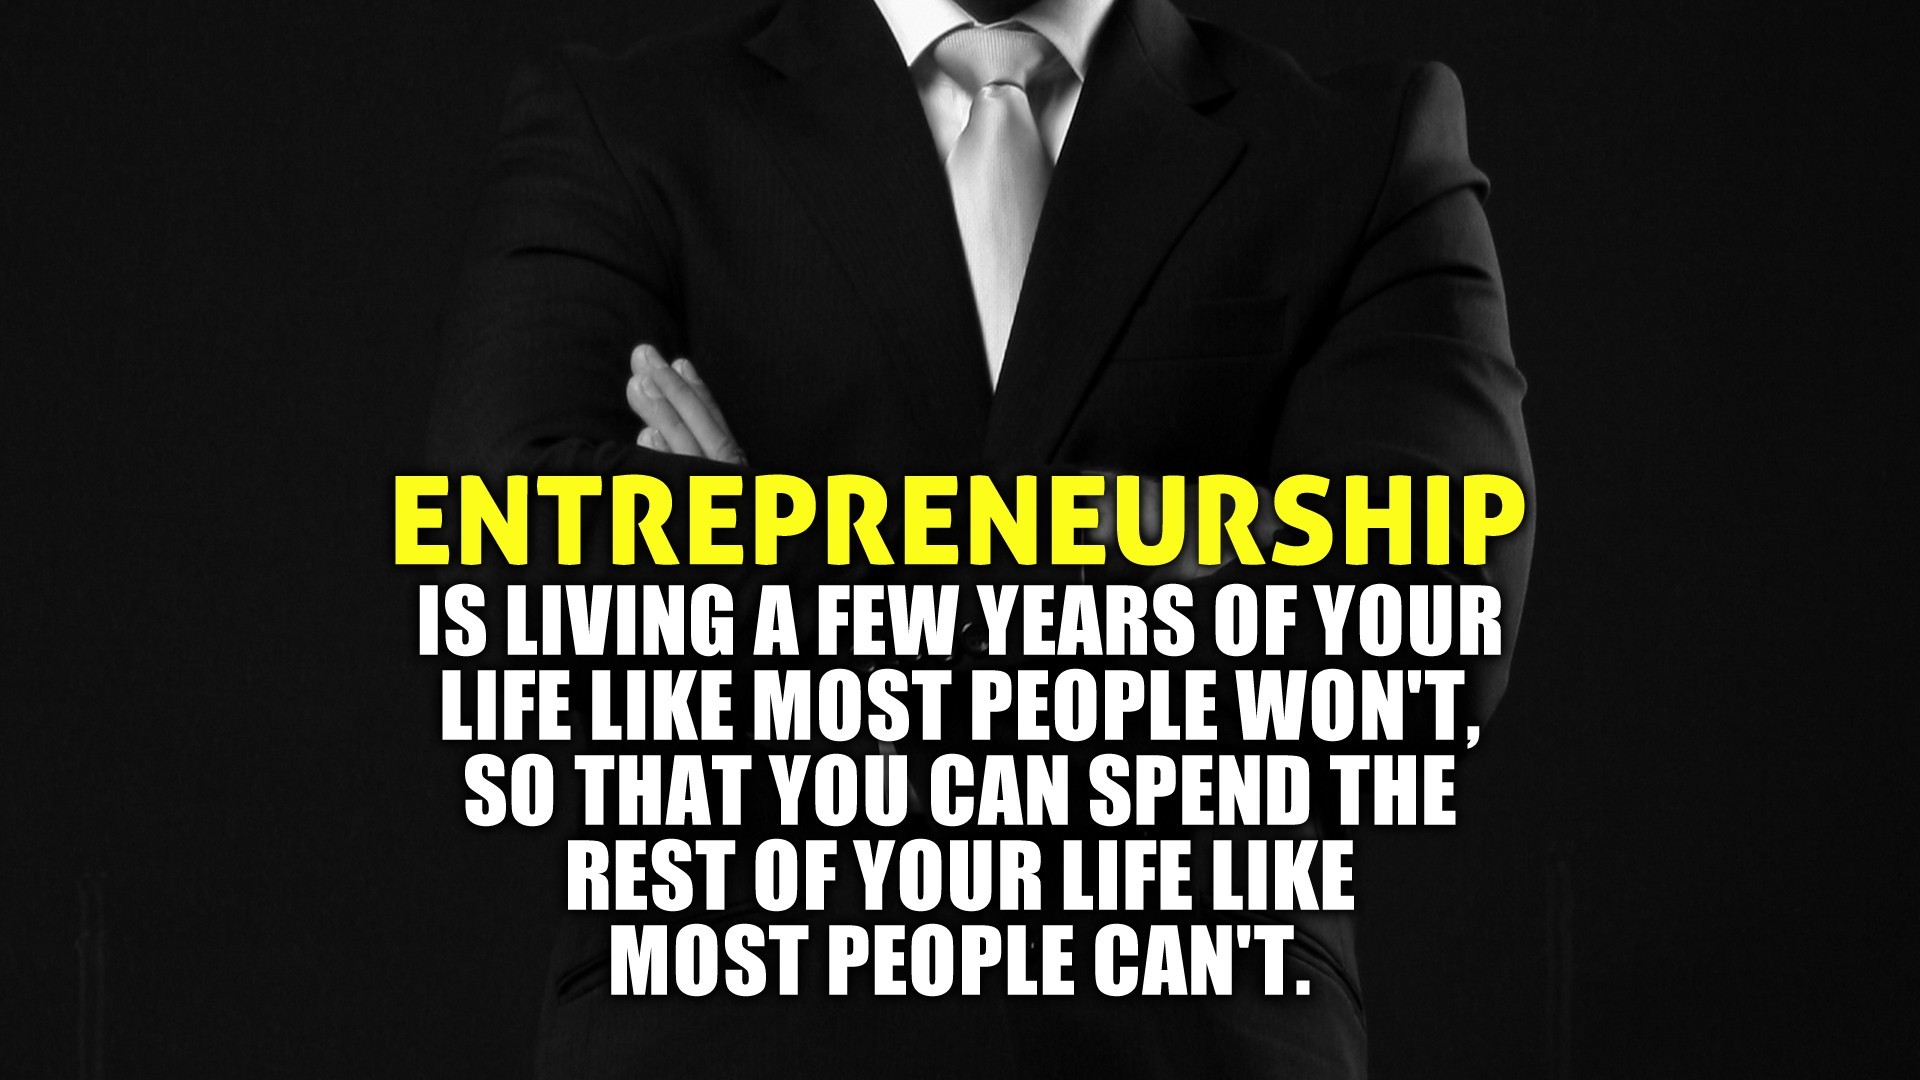 ENTREPRENEURSHIP
IS LIVING A FEW YEARS OF YOUR
LIFE LIKE MOST PEOPLE WON'T,
SO THAT YOU CAN SPEND THE
REST OF YOUR LIFE LIKE
MOST PEOPLE CAN'T.